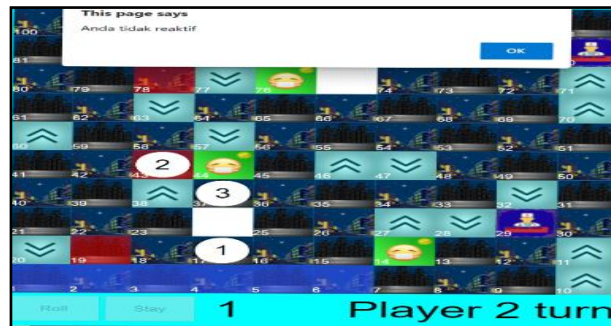 This page says
Anda tidak reaktif
OK
100
81
80 79 78 77 76 74 73 72 71
61 62 63 64 65 66 67 68 69 70
60 59 58 57 56 55 54 53 52 51
41 42 43 2 44 45 46 47 48 49 50
40 39 38 37 3 36 35 34 33 32 31
21 22 23 25 26 27 28 29 30
20 19 18 17 1 16 15 14 13 12 11
1 2 3 4 5 6 7 8 9 10
Roll Stay 1 Player 2 turn